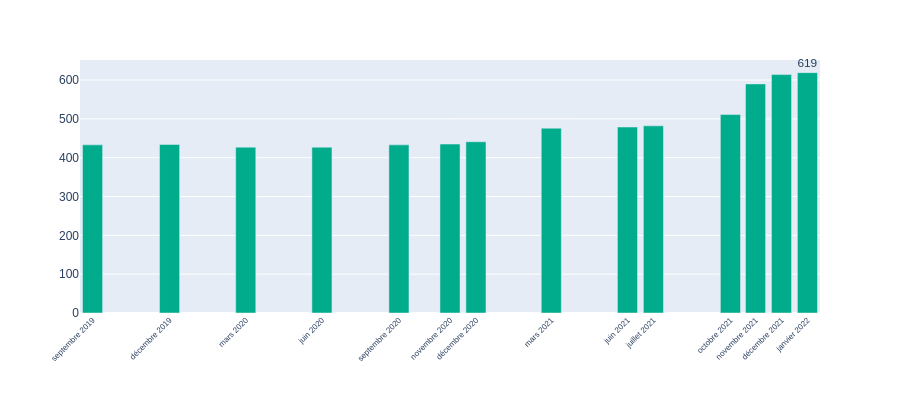 619
600
500
400
300
200
100
0
septembre 2019
décembre 2019
mars 2020
juin 2020
septembre 2020
novembre 2020
décembre 2020
mars 2021
juin 2021
juillet 2021
octobre 2021
novembre 2021
décembre 2021
janvier 2022